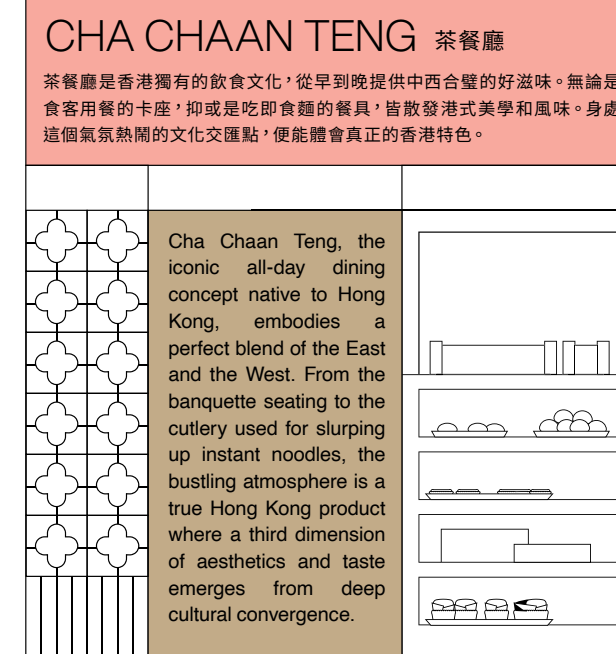 CHA CHAAN TENG 茶餐廳
茶餐廳是香港獨有的飲食文化，從早到晚提供中西合璧的好滋味。無論是
食客用餐的卡座，抑或是吃即食麵的餐具，皆散發港式美學和風味。身處
這個氣氛熱鬧的文化交匯點，便能體會真正的香港特色。
Cha Chaan Teng, the
iconic all-day dining
concept native to Hong
Kong, embodies a
perfect blend of the East
and the West. From the
banquette seating to the
cutlery used for slurping
up instant noodles, the
bustling atmosphere is a
true Hong Kong product
where a third dimension
of aesthetics and taste
emerges from deep
cultural convergence.